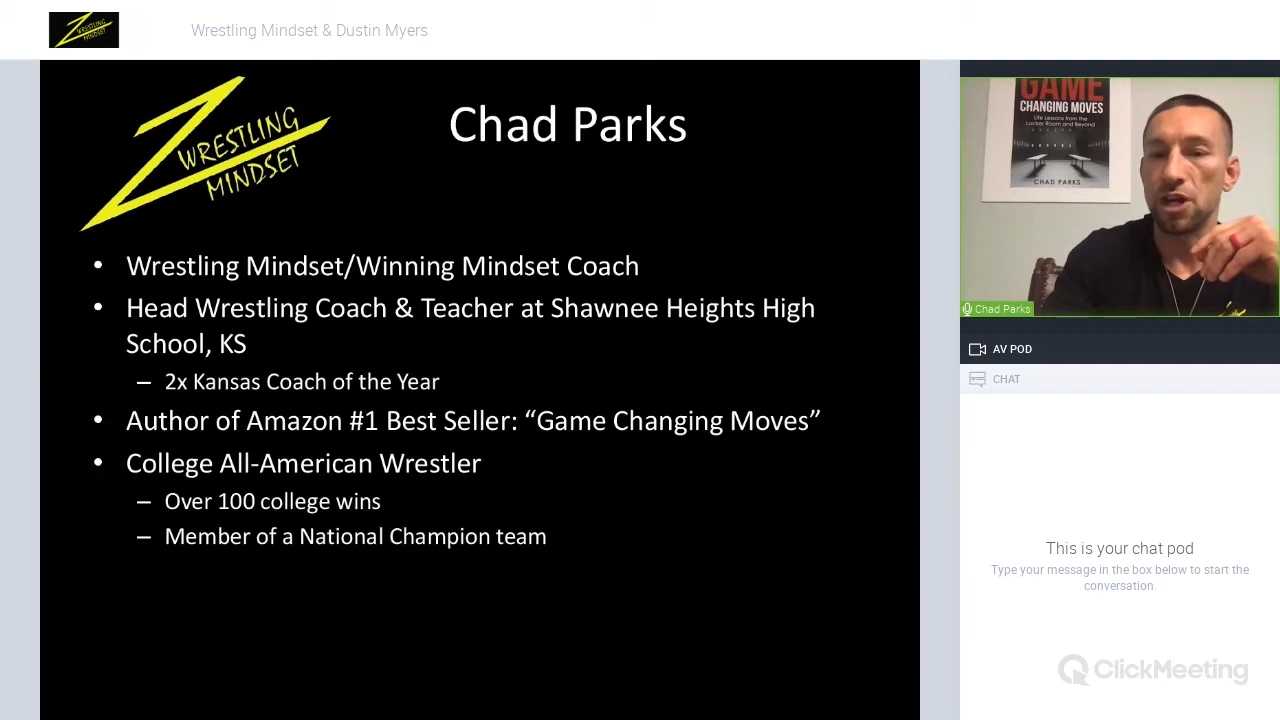 WRESTLING
MINDSET
Wrestling Mindset & Dustin Myers
WRESTLING
MINDSET
Chad Parks
• Wrestling Mindset/Winning Mindset Coach
• Head Wrestling Coach & Teacher at Shawnee Heights High
School, KS
– 2x Kansas Coach of the Year
• Author of Amazon #1 Best Seller: “Game Changing Moves”
• College All-American Wrestler
– Over 100 college wins
– Member of a National Champion team
GAME
CHANGING MOVES
Life Lessons from the
Locker Room and Beyond
CHAD PARKS
Chad Parks
AV POD
CHAT
This is your chat pod
Type your message in the box below to start the
conversation.
ClickMeeting